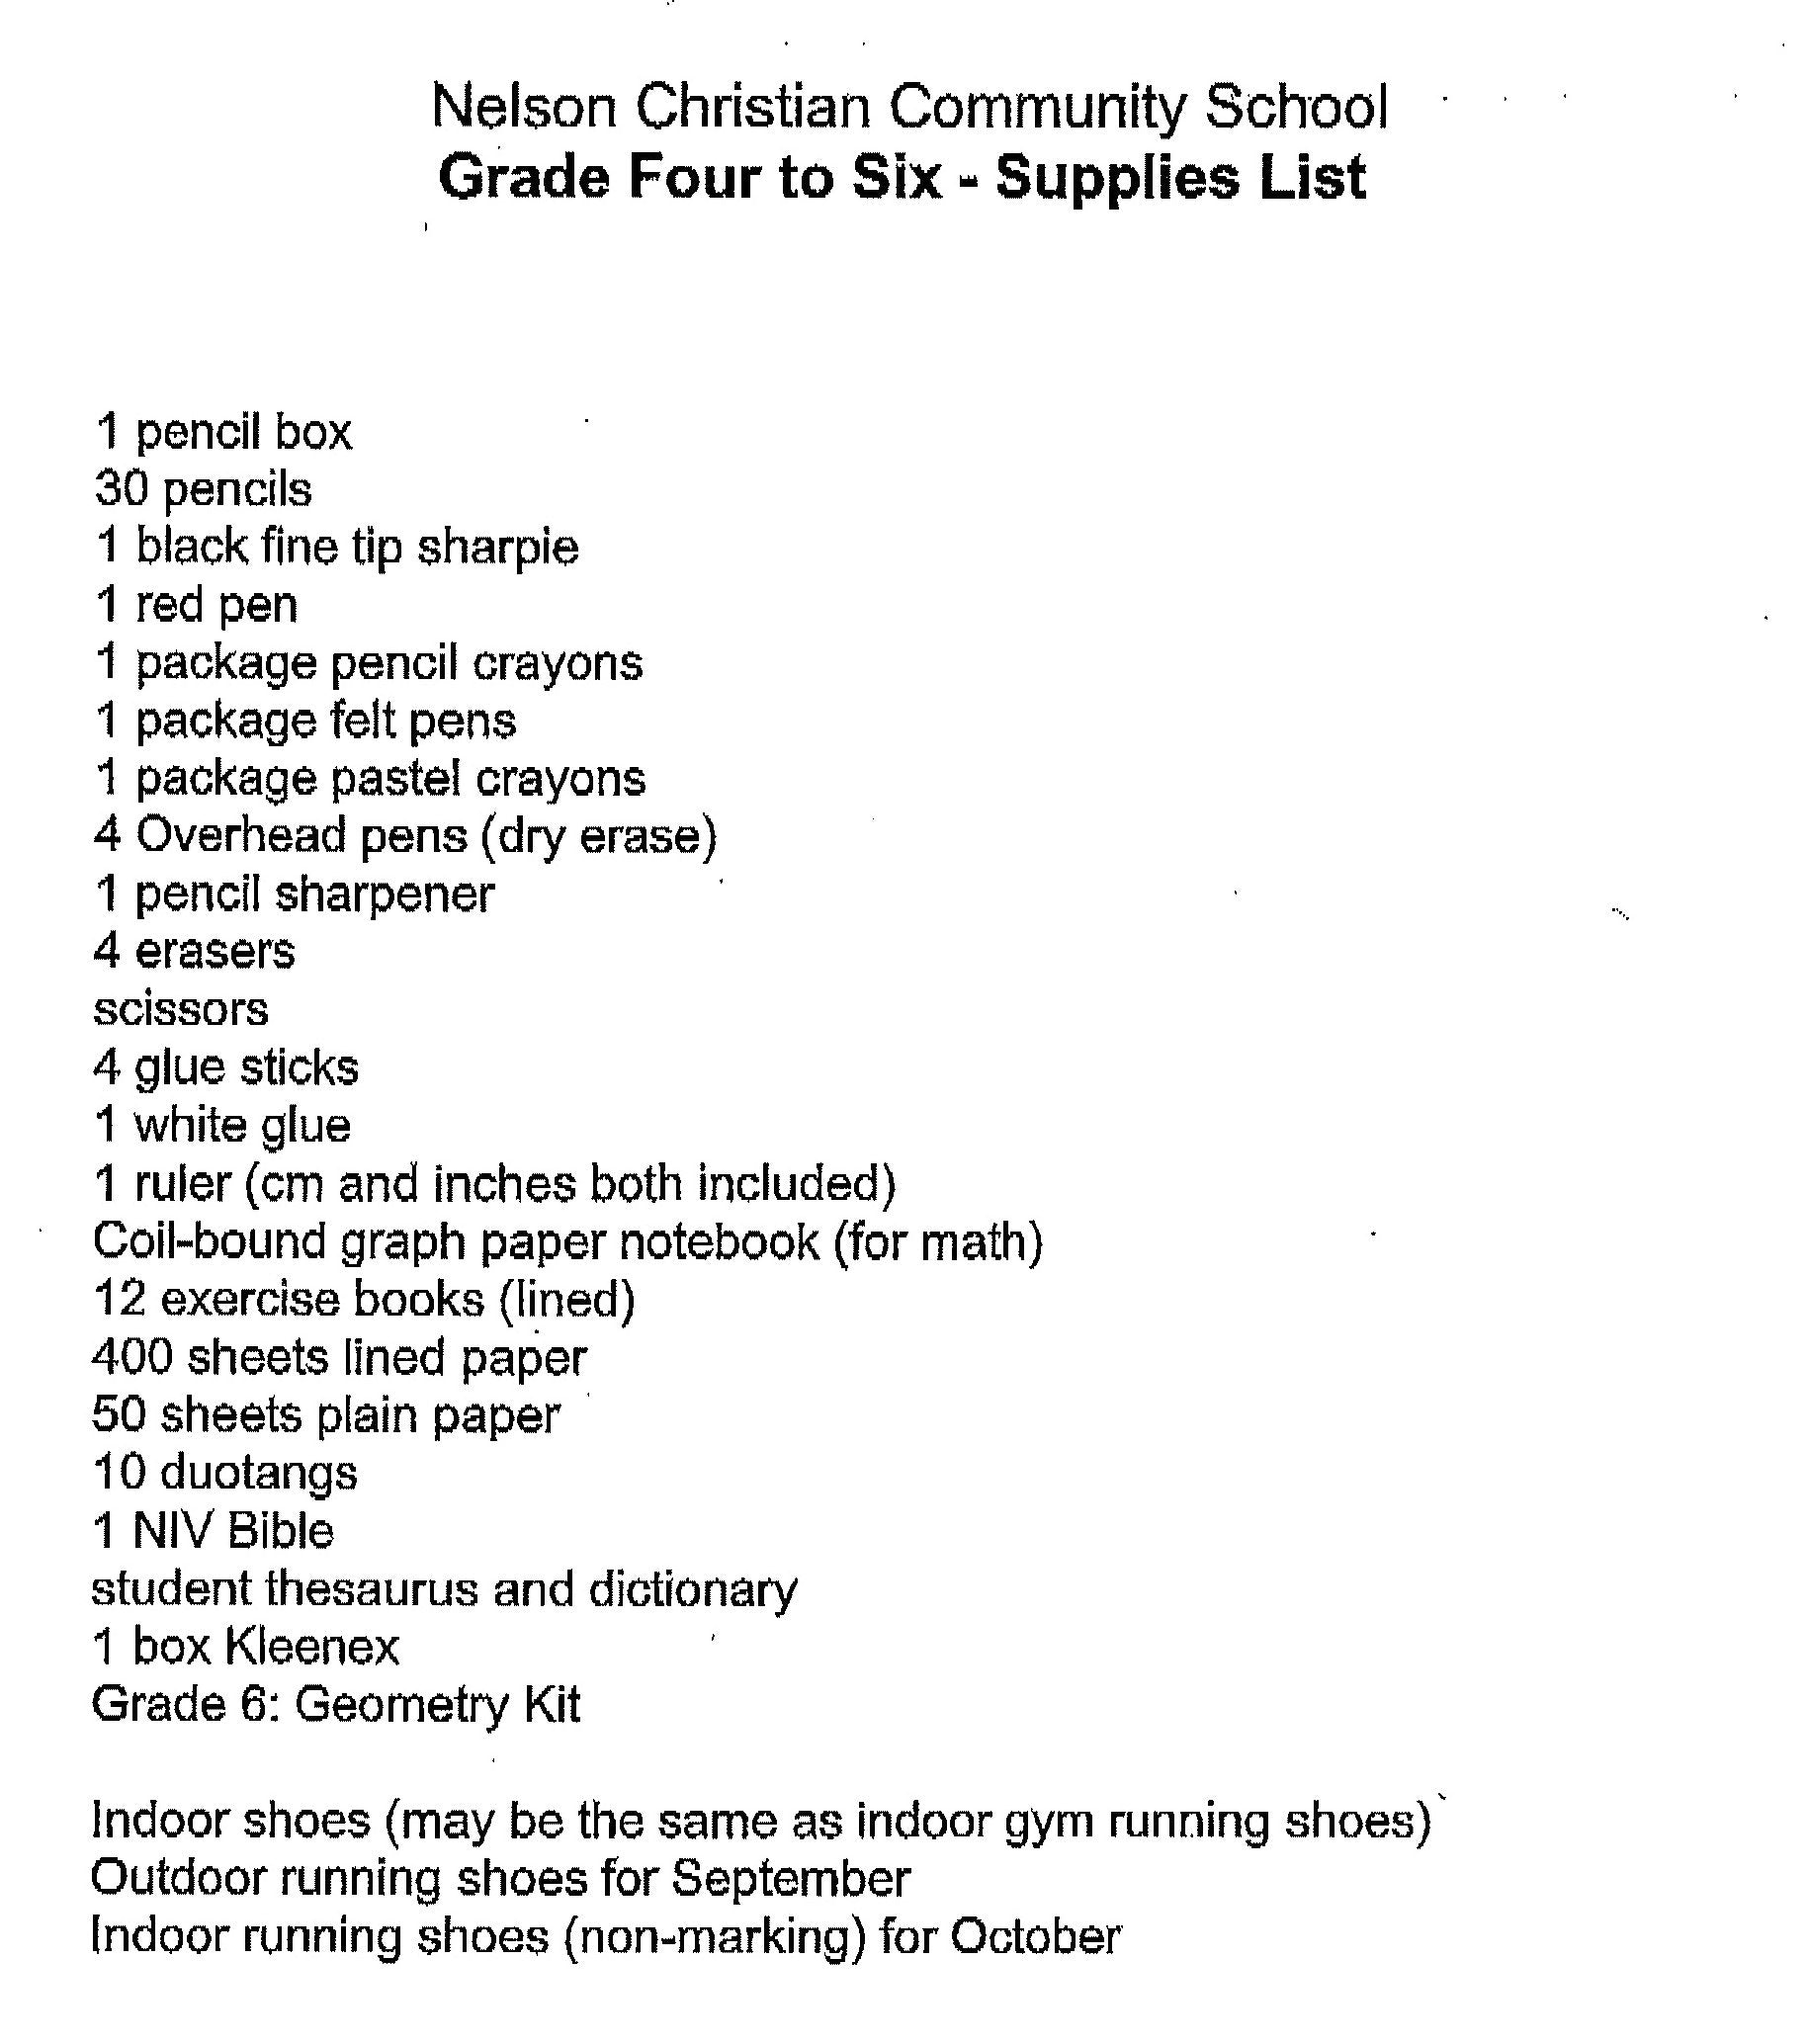 Nelson Christian Community School
Grade Four to Six - Supplies List
1 pencil box
30 pencils
1 black fine tip sharpie
1 red pen
1 package pencil crayons
1 package felt pens
1 package pastel crayons
4 Overhead pens (dry erase)
1 pencil sharpener
4 erasers
scissors
4 glue sticks
1 white glue
1 ruler (cm and inches both included)
Coil-bound graph paper notebook (for math)
12 exercise books (lined)
400 sheets lined paper
50 sheets plain paper
10 duotangs
1 NIV Bible
student thesaurus and dictionary
1 box Kleenex
Grade 6: Geometry Kit
Indoor shoes (may be the same as indoor gym running shoes)
Outdoor running shoes for September
Indoor running shoes (non-marking) for October